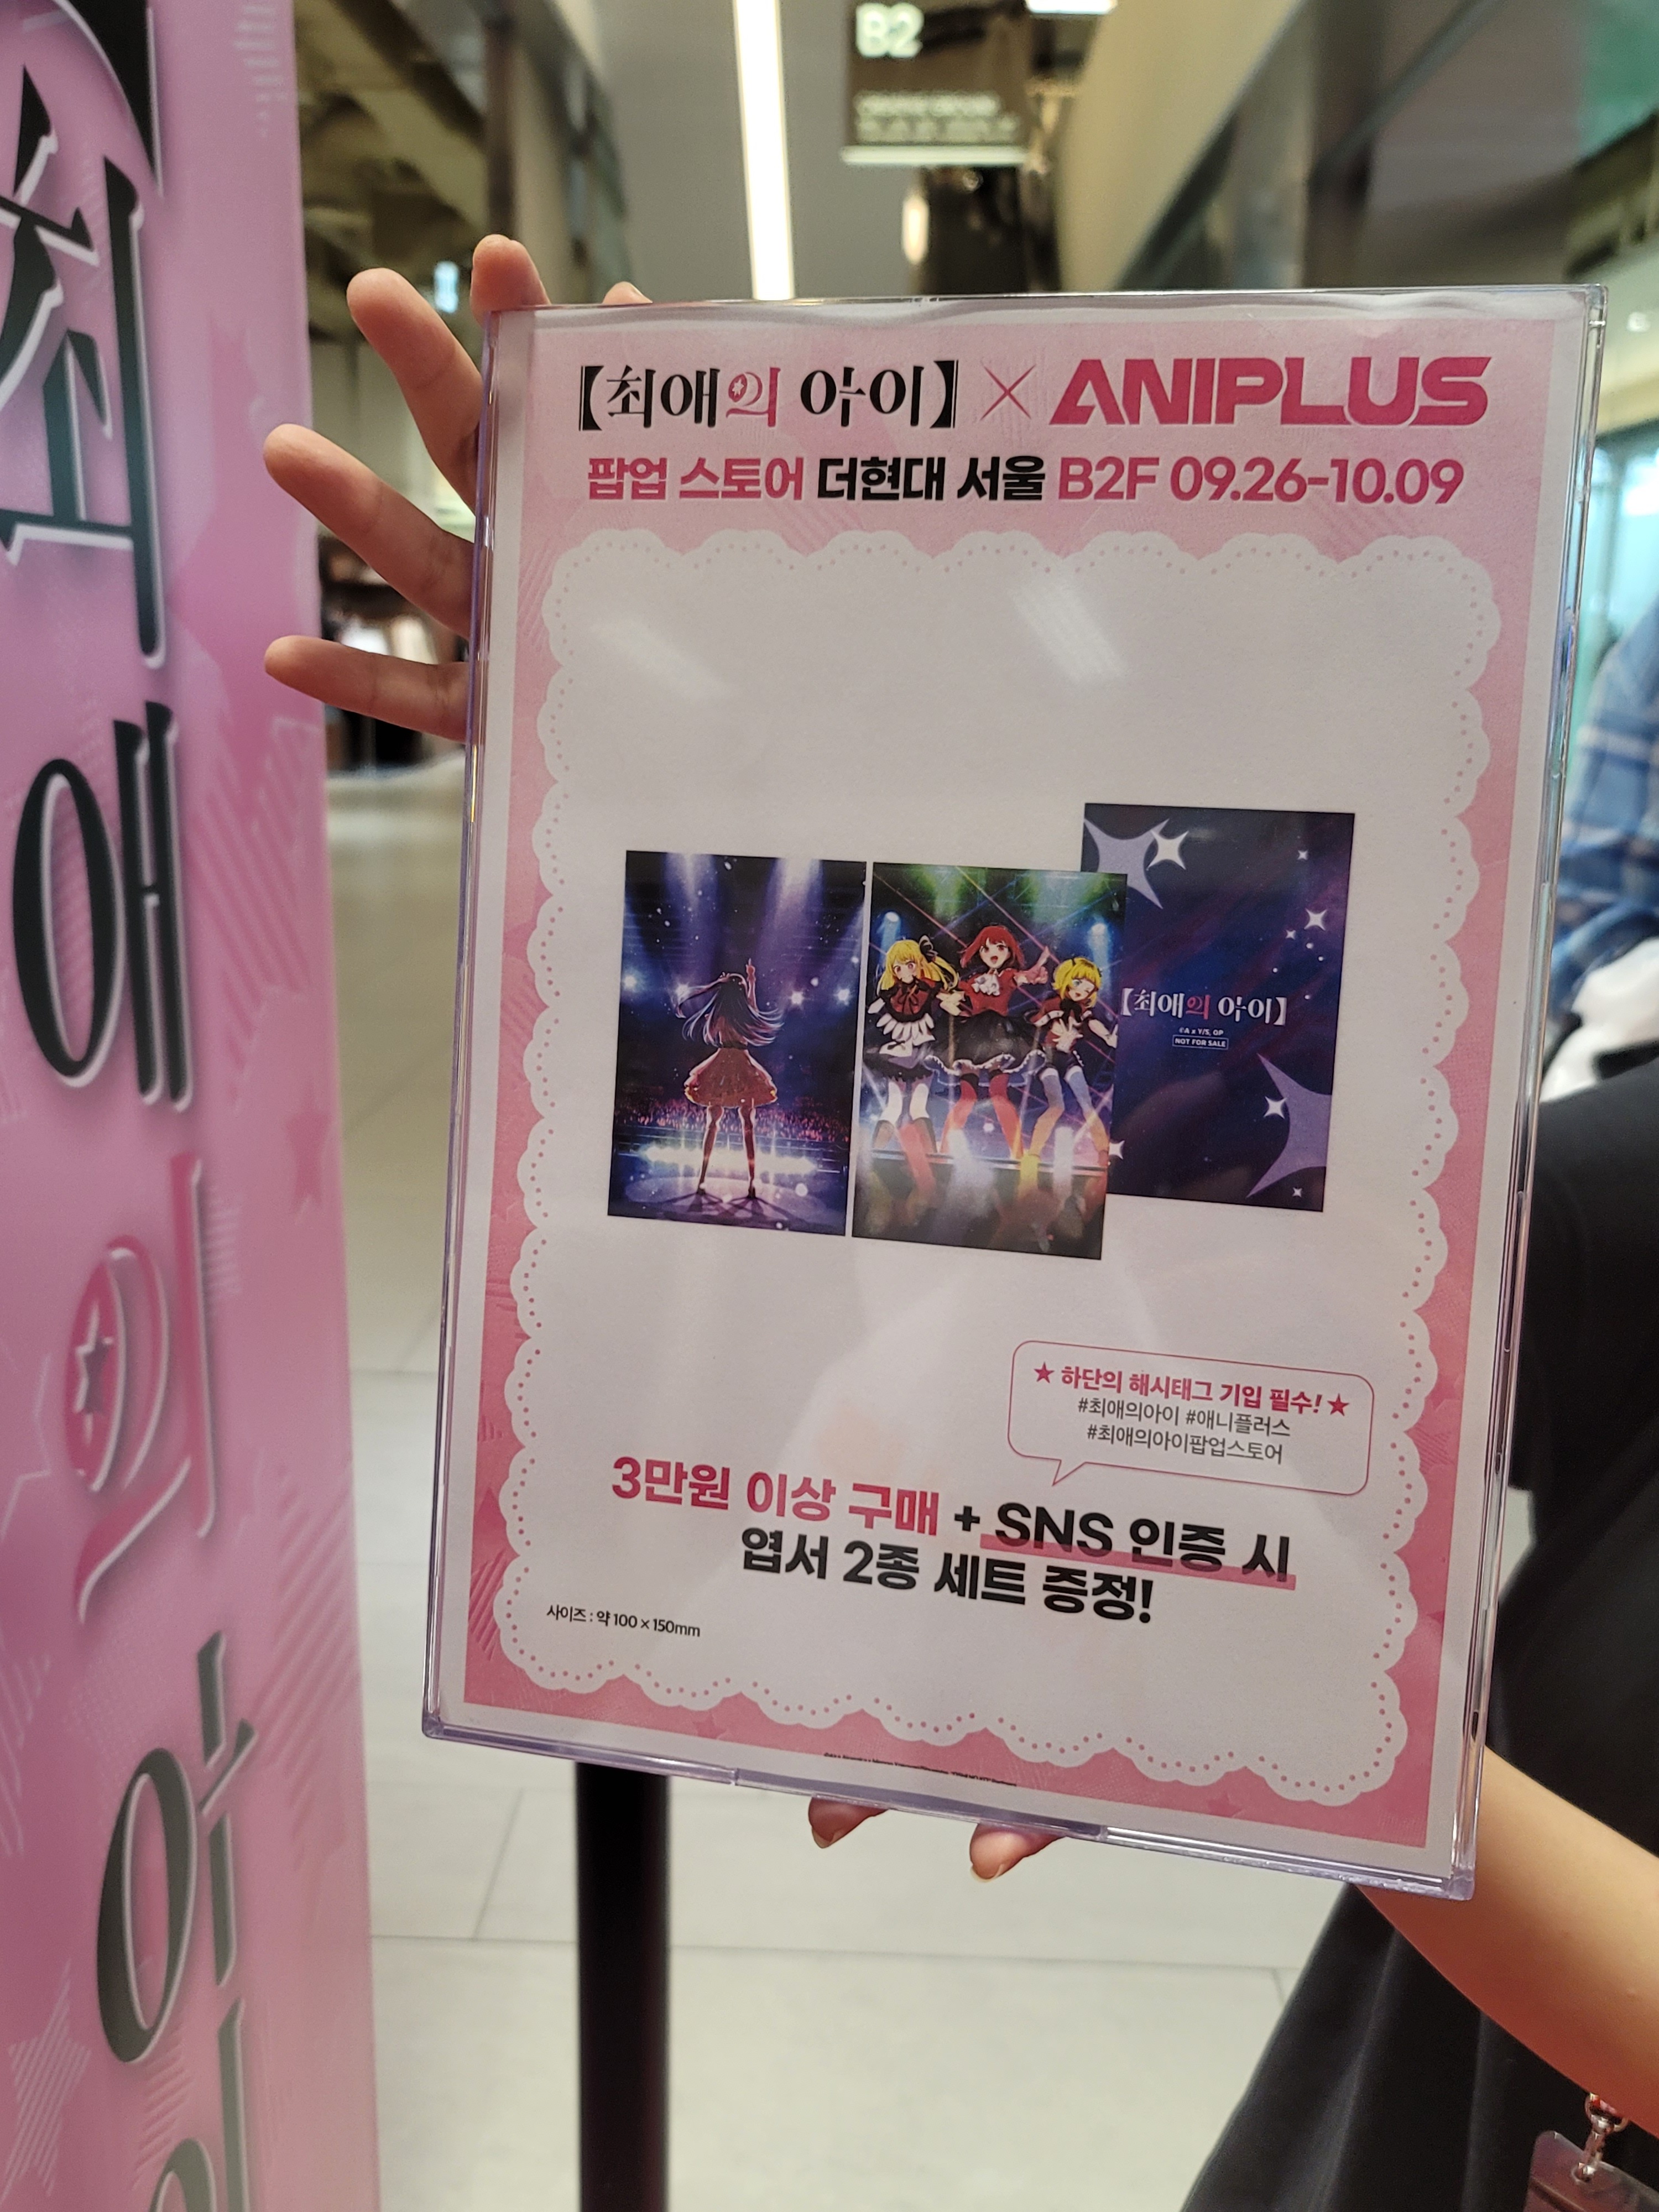 B2
최애의 아
【최애의 아이】 × ANIPLUS
팝업 스토어 더현대 서울 B2F 09.26-10.09
【최애의 아이】
©A x Y/S, OP
NOT FOR SALE
★ 하단의 해시태그 기입 필수! ★
#최애의아이 #애니플러스
#최애의아이팝업스토어
3만원 이상 구매 + SNS 인증 시
엽서 2종 세트 증정!
사이즈 : 약 100 × 150mm